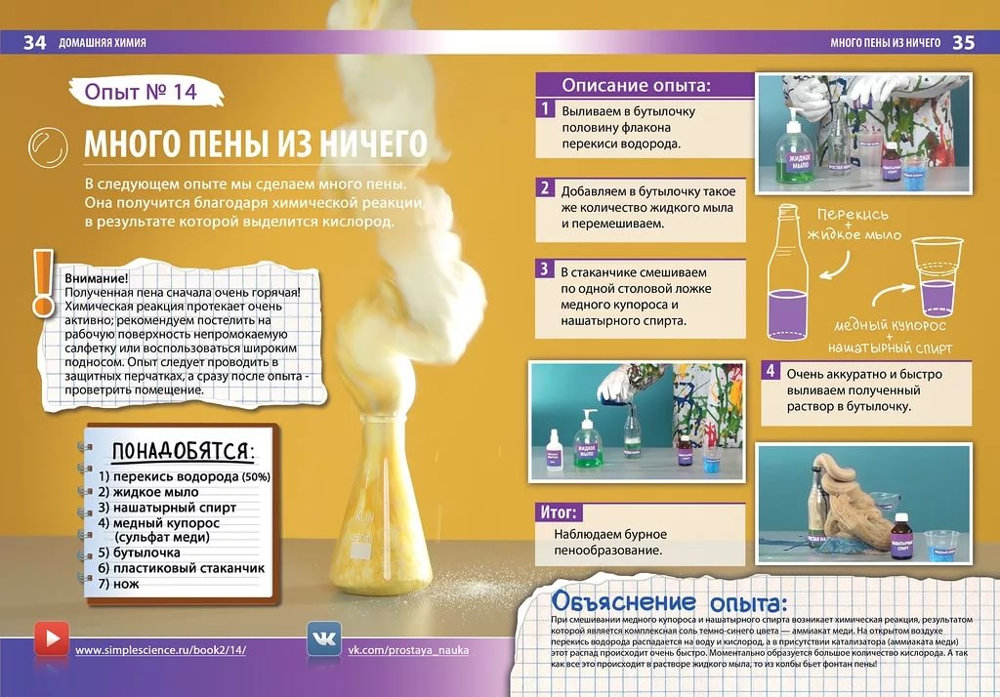 34 ДОМАШНЯЯ ХИМИЯ
Опыт № 14
МНОГО ПЕНЫ ИЗ НИЧЕГО
В следующем опыте мы сделаем много пены.
Она получится благодаря химической реакции,
в результате которой выделится кислород.
Внимание!
Полученная пена сначала очень горячая!
Химическая реакция протекает очень
активно; рекомендуем постелить на
рабочую поверхность непромокаемую
салфетку или воспользоваться широким
подносом. Опыт следует проводить в
защитных перчатках, а сразу после опыта -
проветрить помещение.
ПОНАДОБЯТСЯ:
1) перекись водорода (50%)
2) жидкое мыло
3) нашатырный спирт
4) медный купорос
(сульфат меди)
5) бутылочка
6) пластиковый стаканчик
7) нож
www.simplescience.ru/book2/14/
vk.com/prostaya_nauka
МНОГО ПЕНЫ ИЗ НИЧЕГО 35
Описание опыта:
1 Выливаем в бутылочку
половину флакона
перекиси водорода.
2 Добавляем в бутылочку такое
же количество жидкого мыла
и перемешиваем.
3 В стаканчике смешиваем
по одной столовой ложке
медного купороса и
нашатырного спирта.
ЖИДКОЕ
МЫЛО
НАШАТЫРНЫЙ
СПИРТ
Перекись
+
жидкое мыло
медный купорос
+
нашатырный спирт
4 Очень аккуратно и быстро
выливаем полученный
раствор в бутылочку.
ЖИДКОЕ
МЫЛО
НАШАТЫРНЫЙ
СПИРТ
Итог:
Наблюдаем бурное
пенообразование.
НАШАТЫРНЫЙ
СПИРТ
Объяснение опыта:
При смешивании медного купороса и нашатырного спирта возникает химическая реакция, результатом
которой является комплексная соль темно-синего цвета — аммиакат меди. На открытом воздухе
перекись водорода распадается на воду и кислород, а в присутствии катализатора (аммиаката меди)
этот распад происходит очень быстро. Моментально образуется большое количество кислорода. А так
как все это происходит в растворе жидкого мыла, то из колбы бьет фонтан пены!